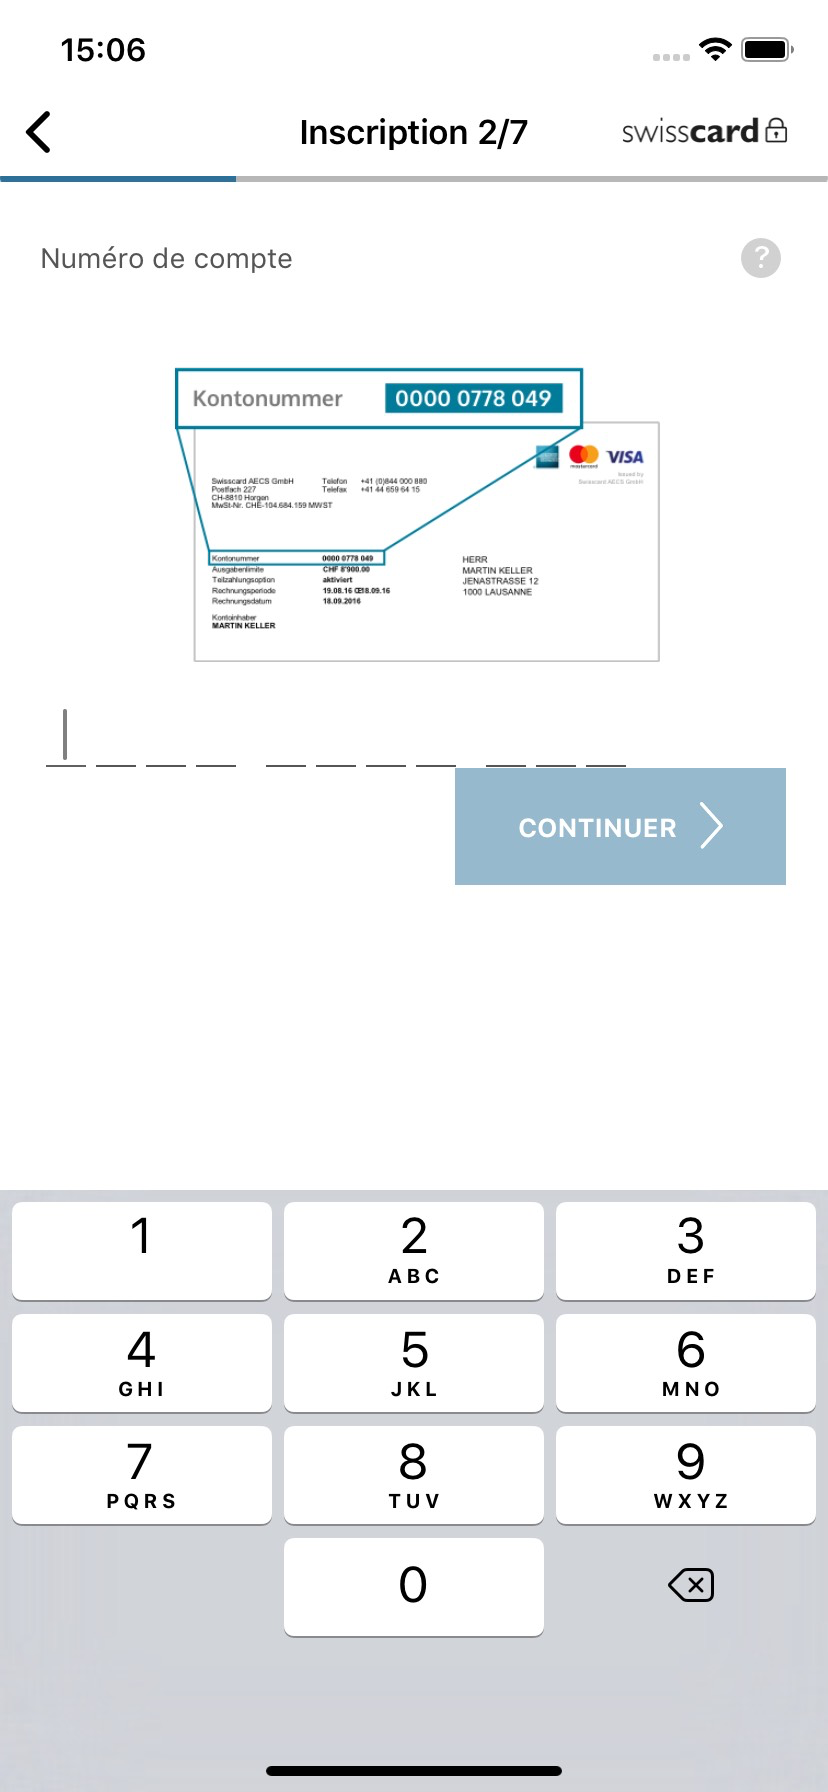 15:06
Inscription 2/7
swisscard
Numéro de compte
?
Kontonummer 0000 0778 049
VISA
mastercard
Issued by
Swisscard AECS GmbH
Swisscard AECS GmbH Telefon +41 (0)844 000 880
Postfach 227 Telefax +41 44 659 64 15
CH-8810 Horgen
MwSt-Nr. CHE-104.684.159 MWST
Kontonummer 0000 0778 049
Ausgabenlimite CHF 8'900.00
Teilzahlungsoption aktiviert
Rechnungsperiode 19.08.16 Œ18.09.16
Rechnungsdatum 18.09.2016
Kontoinhaber
MARTIN KELLER
HERR
MARTIN KELLER
JENASTRASSE 12
1000 LAUSANNE
CONTINUER
1
2 ABC
3 DEF
4 GHI
5 JKL
6 MNO
7 PQRS
8 TUV
9 WXYZ
0